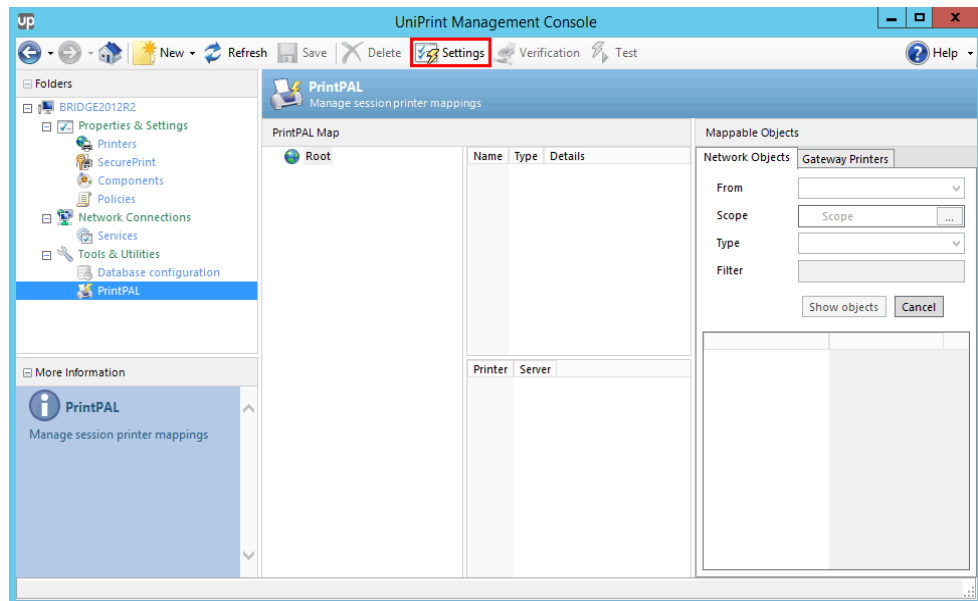 up UniPrint Management Console
New Refresh Save Delete Settings Verification Test Help
Folders
BRIDGE2012R2
Properties & Settings
Printers
SecurePrint
Components
Policies
Network Connections
Services
Tools & Utilities
Database configuration
PrintPAL
More Information
PrintPAL
Manage session printer mappings
PrintPAL
Manage session printer mappings
PrintPAL Map
Root
Name Type Details
Printer Server
Mappable Objects
Network Objects Gateway Printers
From
Scope Scope ...
Type
Filter
Show objects Cancel